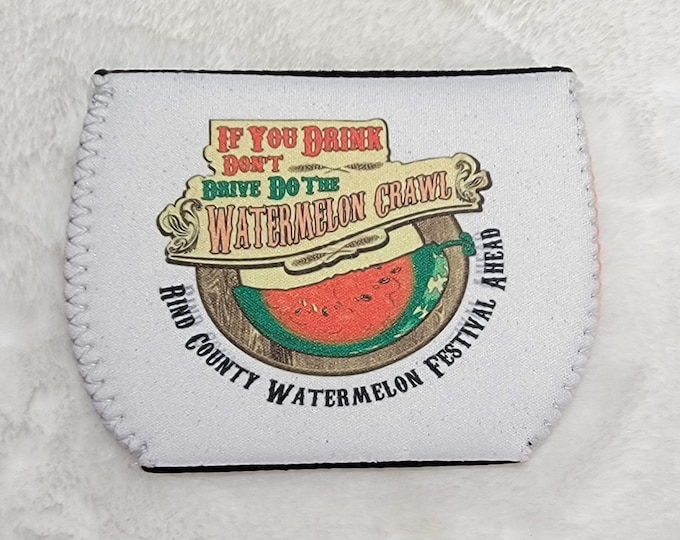 If You Drink
Don't
Drive Do The
Watermelon Crawl
Rind County Watermelon Festival Ahead